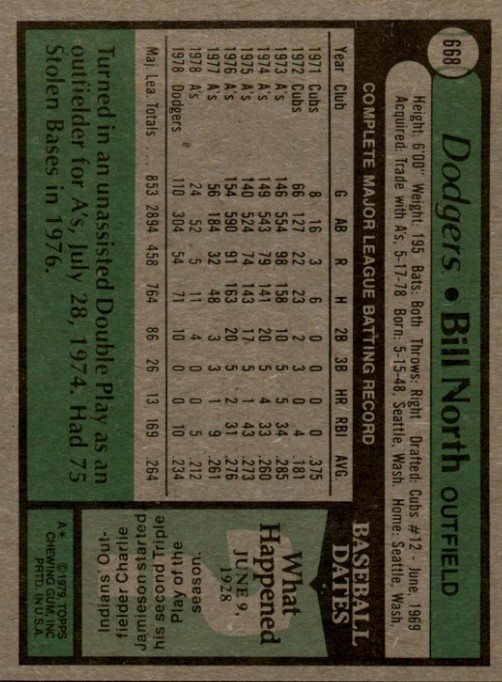 668
Dodgers • Bill North OUTFIELD
Height: 6'00" Weight: 195 Bats: Both Throws: Right Drafted: Cubs #12 - June, 1969
Acquired: Trade with A's, 5-17-78 Born: 5-15-48, Seattle, Wash. Home: Seattle, Wash.
COMPLETE MAJOR LEAGUE BATTING RECORD
Year Club G AB R H 2B 3B HR RBI AVG
1971 Cubs 8 16 3 6 0 0 0 0 .375
1972 Cubs 66 127 22 23 2 3 0 4 .181
1973 A's 146 554 98 158 10 5 5 34 .285
1974 A's 149 543 79 141 20 5 4 33 .260
1975 A's 140 524 74 143 17 5 1 43 .273
1976 A's 154 590 91 163 20 5 2 31 .276
1977 A's 56 184 32 48 3 3 1 9 .261
1978 A's 24 52 5 11 4 0 0 5 .212
1978 Dodgers 110 304 54 71 10 0 0 10 .234
Maj. Lea. Totals 853 2894 458 764 86 26 13 169 .264
Turned in an unassisted Double Play as an
outfielder for A's, July 28, 1974. Had 75
Stolen Bases in 1976.
BASEBALL
DATES
What
Happened
JUNE 9,
1928
Indians Out-
fielder Charlie
Jamieson started
his second Triple
Play of the
season.
A* ©1979, TOPPS
CHEWING GUM, INC
PRTD. IN U.S.A.